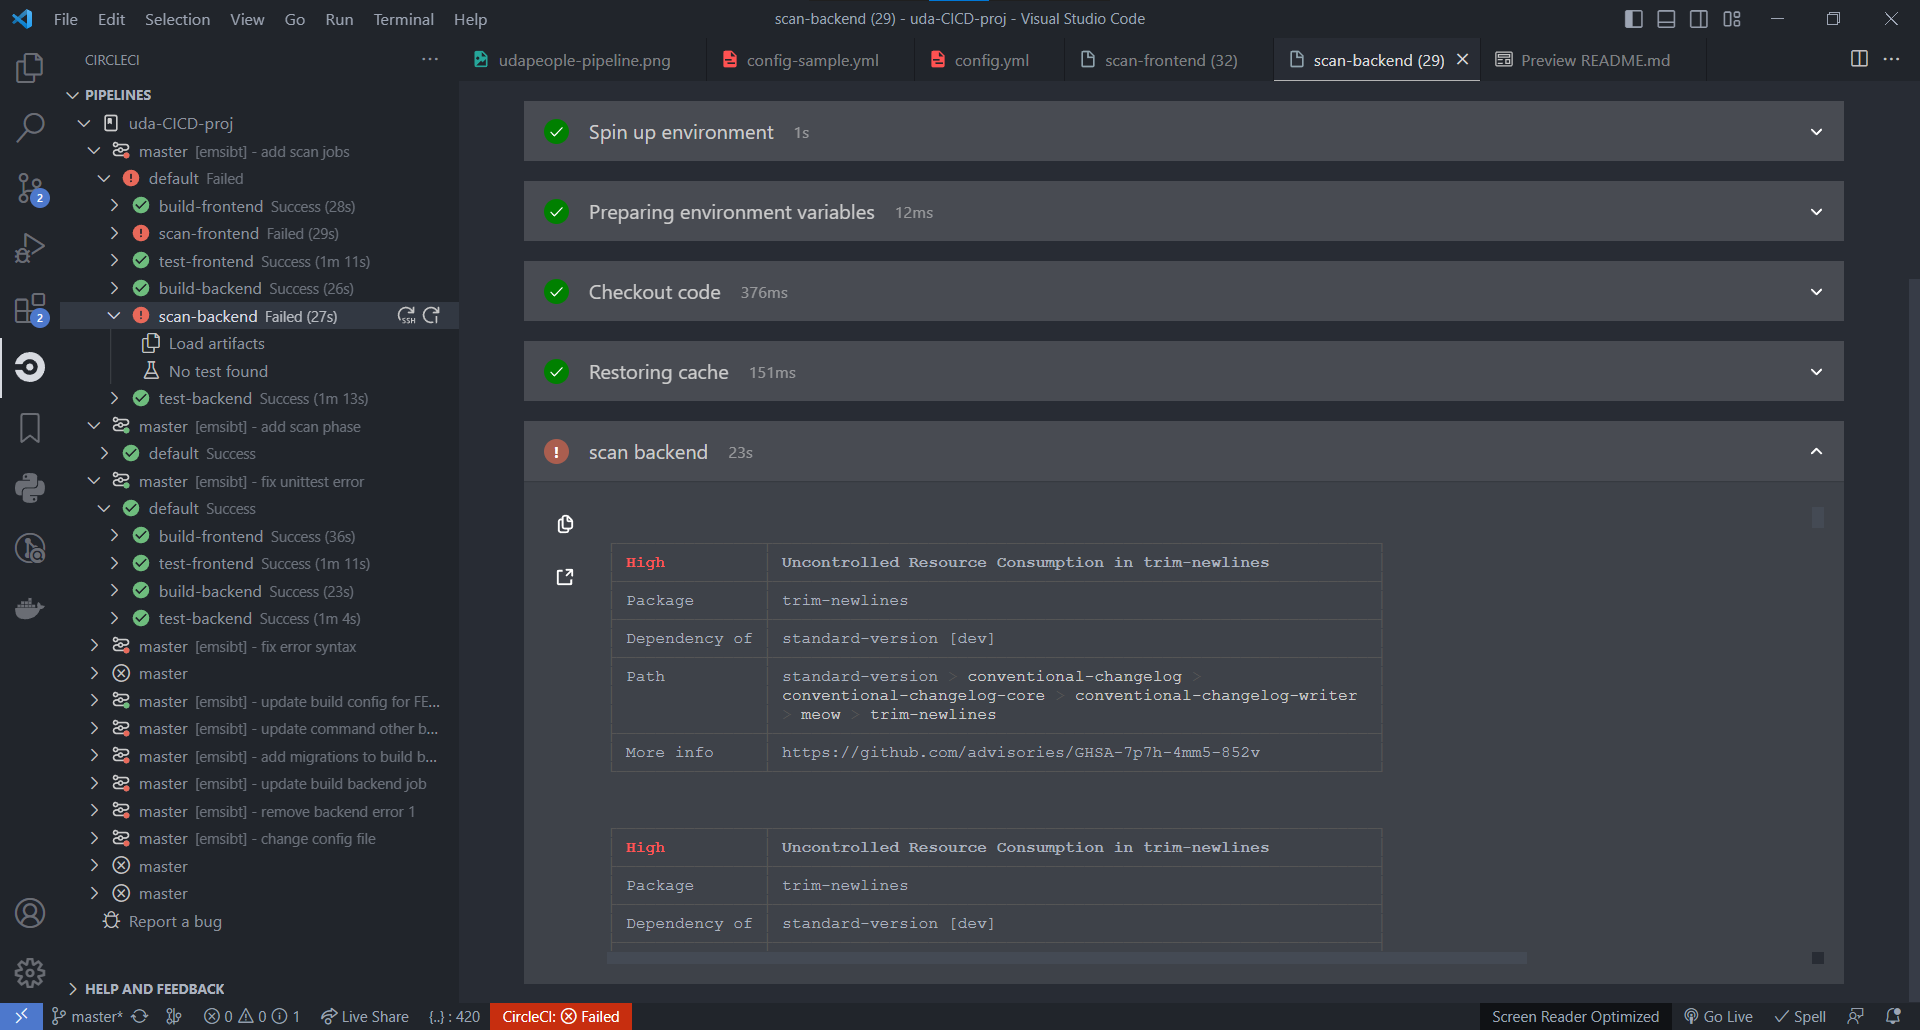 File Edit Selection View Go Run Terminal Help
scan-backend (29) - uda-CICD-proj - Visual Studio Code
CIRCLECI
udapeople-pipeline.png
config-sample.yml
config.yml
scan-frontend (32)
scan-backend (29)
Preview README.md
PIPELINES
uda-CICD-proj
master [emsibt] - add scan jobs
default Failed
build-frontend Success (28s)
scan-frontend Failed (29s)
test-frontend Success (1m 11s)
build-backend Success (26s)
scan-backend Failed (27s)
SSH
Load artifacts
No test found
test-backend Success (1m 13s)
master [emsibt] - add scan phase
default Success
master [emsibt] - fix unittest error
default Success
build-frontend Success (36s)
test-frontend Success (1m 11s)
build-backend Success (23s)
test-backend Success (1m 4s)
master [emsibt] - fix error syntax
master
master [emsibt] - update build config for FE...
master [emsibt] - update command other b...
master [emsibt] - add migrations to build b...
master [emsibt] - update build backend job
master [emsibt] - remove backend error 1
master [emsibt] - change config file
master
master
Report a bug
HELP AND FEEDBACK
2
2
Spin up environment 1s
Preparing environment variables 12ms
Checkout code 376ms
Restoring cache 151ms
scan backend 23s
High Uncontrolled Resource Consumption in trim-newlines
Package trim-newlines
Dependency of standard-version [dev]
Path standard-version > conventional-changelog >
conventional-changelog-core > conventional-changelog-writer
> meow > trim-newlines
More info https://github.com/advisories/GHSA-7p7h-4mm5-852v
High Uncontrolled Resource Consumption in trim-newlines
Package trim-newlines
Dependency of standard-version [dev]
master* 0 0 1 Live Share {..} : 420 CircleCI: Failed
Screen Reader Optimized Go Live Spell